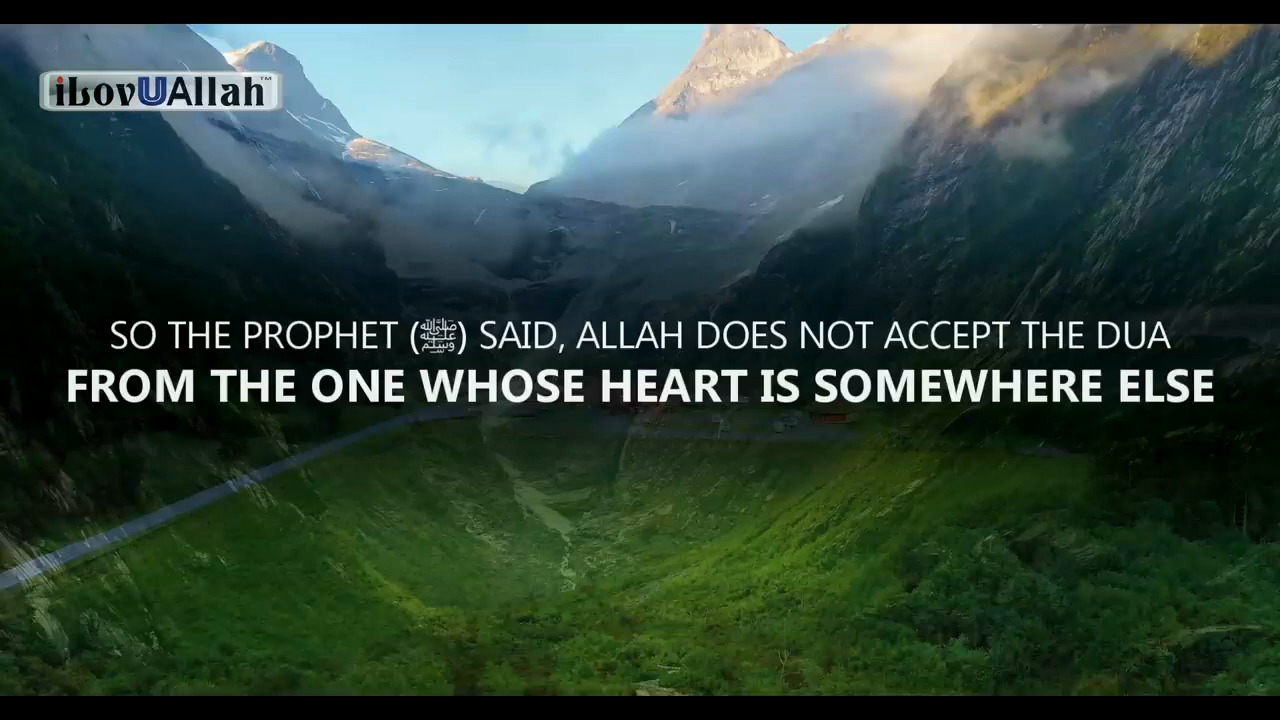 iLovUAllah™
SO THE PROPHET (ﷺ) SAID, ALLAH DOES NOT ACCEPT THE DUA
FROM THE ONE WHOSE HEART IS SOMEWHERE ELSE